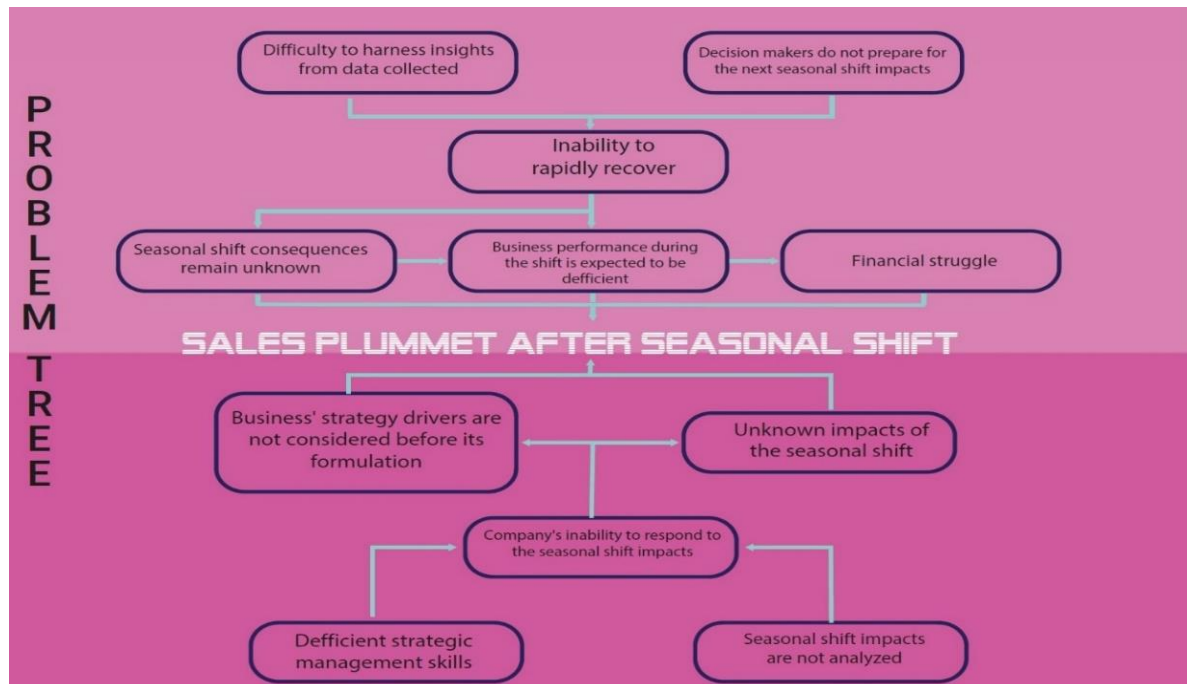 PROBLEM TREE
Difficulty to harness insights
from data collected
Decision makers do not prepare for
the next seasonal shift impacts
Inability to
rapidly recover
Seasonal shift consequences
remain unknown
Business performance during
the shift is expected to be
defficient
Financial struggle
SALES PLUMMET AFTER SEASONAL SHIFT
Business' strategy drivers are
not considered before its
formulation
Unknown impacts of
the seasonal shift
Company's inability to respond to
the seasonal shift impacts
Defficient strategic
management skills
Seasonal shift impacts
are not analyzed